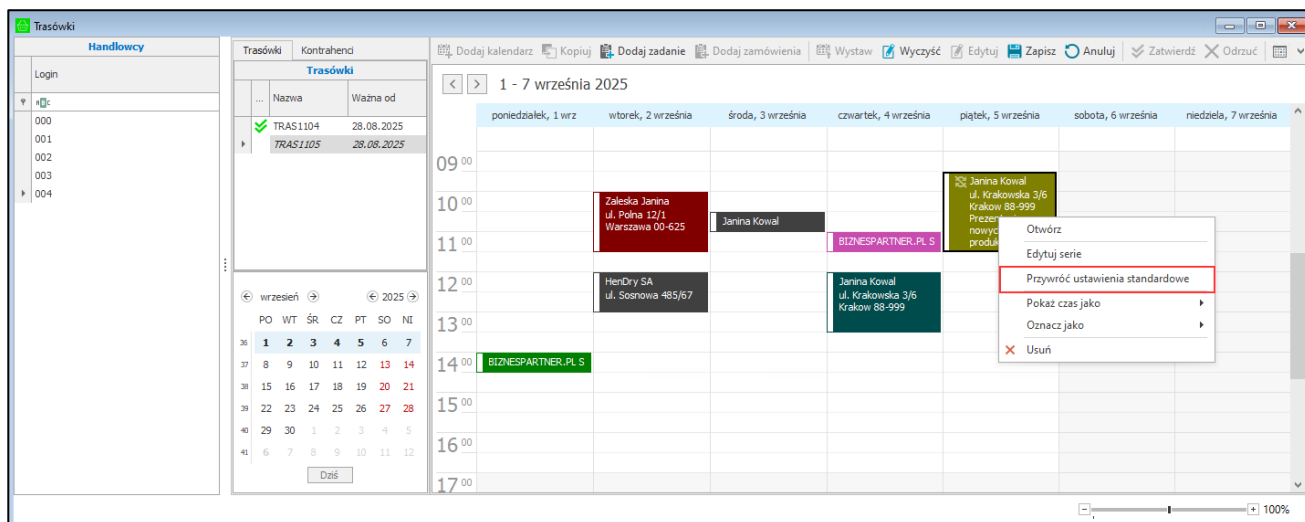 Trasówki
Handlowcy
Login
000
001
002
003
004
Trasówki Kontrahenci
Trasówki
... Nazwa Ważna od
TRAS1104 28.08.2025
TRAS1105 28.08.2025
wrzesień 2025
PO WT ŚR CZ PT SO NI
36 1 2 3 4 5 6 7
37 8 9 10 11 12 13 14
38 15 16 17 18 19 20 21
39 22 23 24 25 26 27 28
40 29 30 1 2 3 4 5
41 6 7 8 9 10 11 12
Dziś
Dodaj kalendarz Kopiuj Dodaj zadanie Dodaj zamówienia Wystaw Wyczyść Edytuj Zapisz Anuluj Zatwierdź Odrzuć
1 - 7 września 2025
poniedziałek, 1 wrz wtorek, 2 września środa, 3 września czwartek, 4 września piątek, 5 września sobota, 6 września niedziela, 7 września
09 00
10 00
11 00
12 00
13 00
14 00
15 00
16 00
17 00
BIZNESPARTNER.PL S
Zaleska Janina
ul. Polna 12/1
Warszawa 00-625
HenDry SA
ul. Sosnowa 485/67
Janina Kowal
BIZNESPARTNER.PL S
Janina Kowal
ul. Krakowska 3/6
Krakow 88-999
Janina Kowal
ul. Krakowska 3/6
Krakow 88-999
Otwórz
Edytuj serie
Przywróć ustawienia standardowe
Pokaż czas jako
Oznacz jako
Usuń
100%